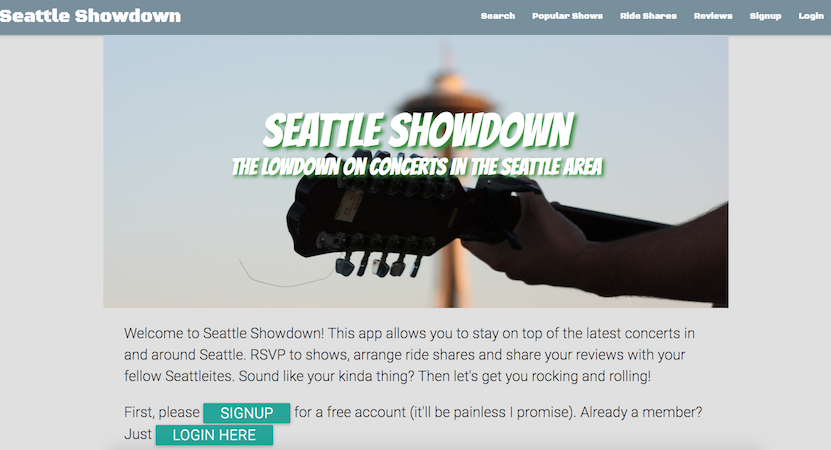 Seattle Showdown
Search Popular Shows Ride Shares Reviews Signup Login
SEATTLE SHOWDOWN
THE LOWDOWN ON CONCERTS IN THE SEATTLE AREA
Welcome to Seattle Showdown! This app allows you to stay on top of the latest concerts in
and around Seattle. RSVP to shows, arrange ride shares and share your reviews with your
fellow Seattleites. Sound like your kinda thing? Then let's get you rocking and rolling!
First, please SIGNUP for a free account (it'll be painless I promise). Already a member?
Just LOGIN HERE